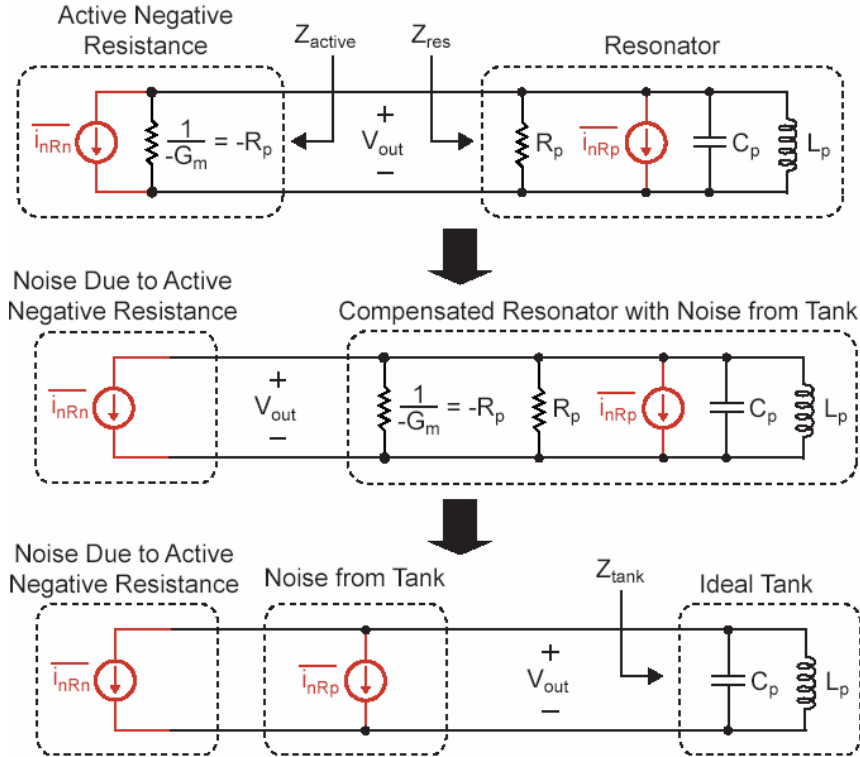 Active Negative
Resistance
Z_active
Z_res
Resonator
i_nRn
1/-G_m = -R_p
+
V_out
−
R_p
i_nRp
C_p
L_p
Noise Due to Active
Negative Resistance
Compensated Resonator with Noise from Tank
i_nRn
+
V_out
−
1/-G_m = -R_p
R_p
i_nRp
C_p
L_p
Noise Due to Active
Negative Resistance
Noise from Tank
Z_tank
Ideal Tank
i_nRn
i_nRp
+
V_out
−
C_p
L_p